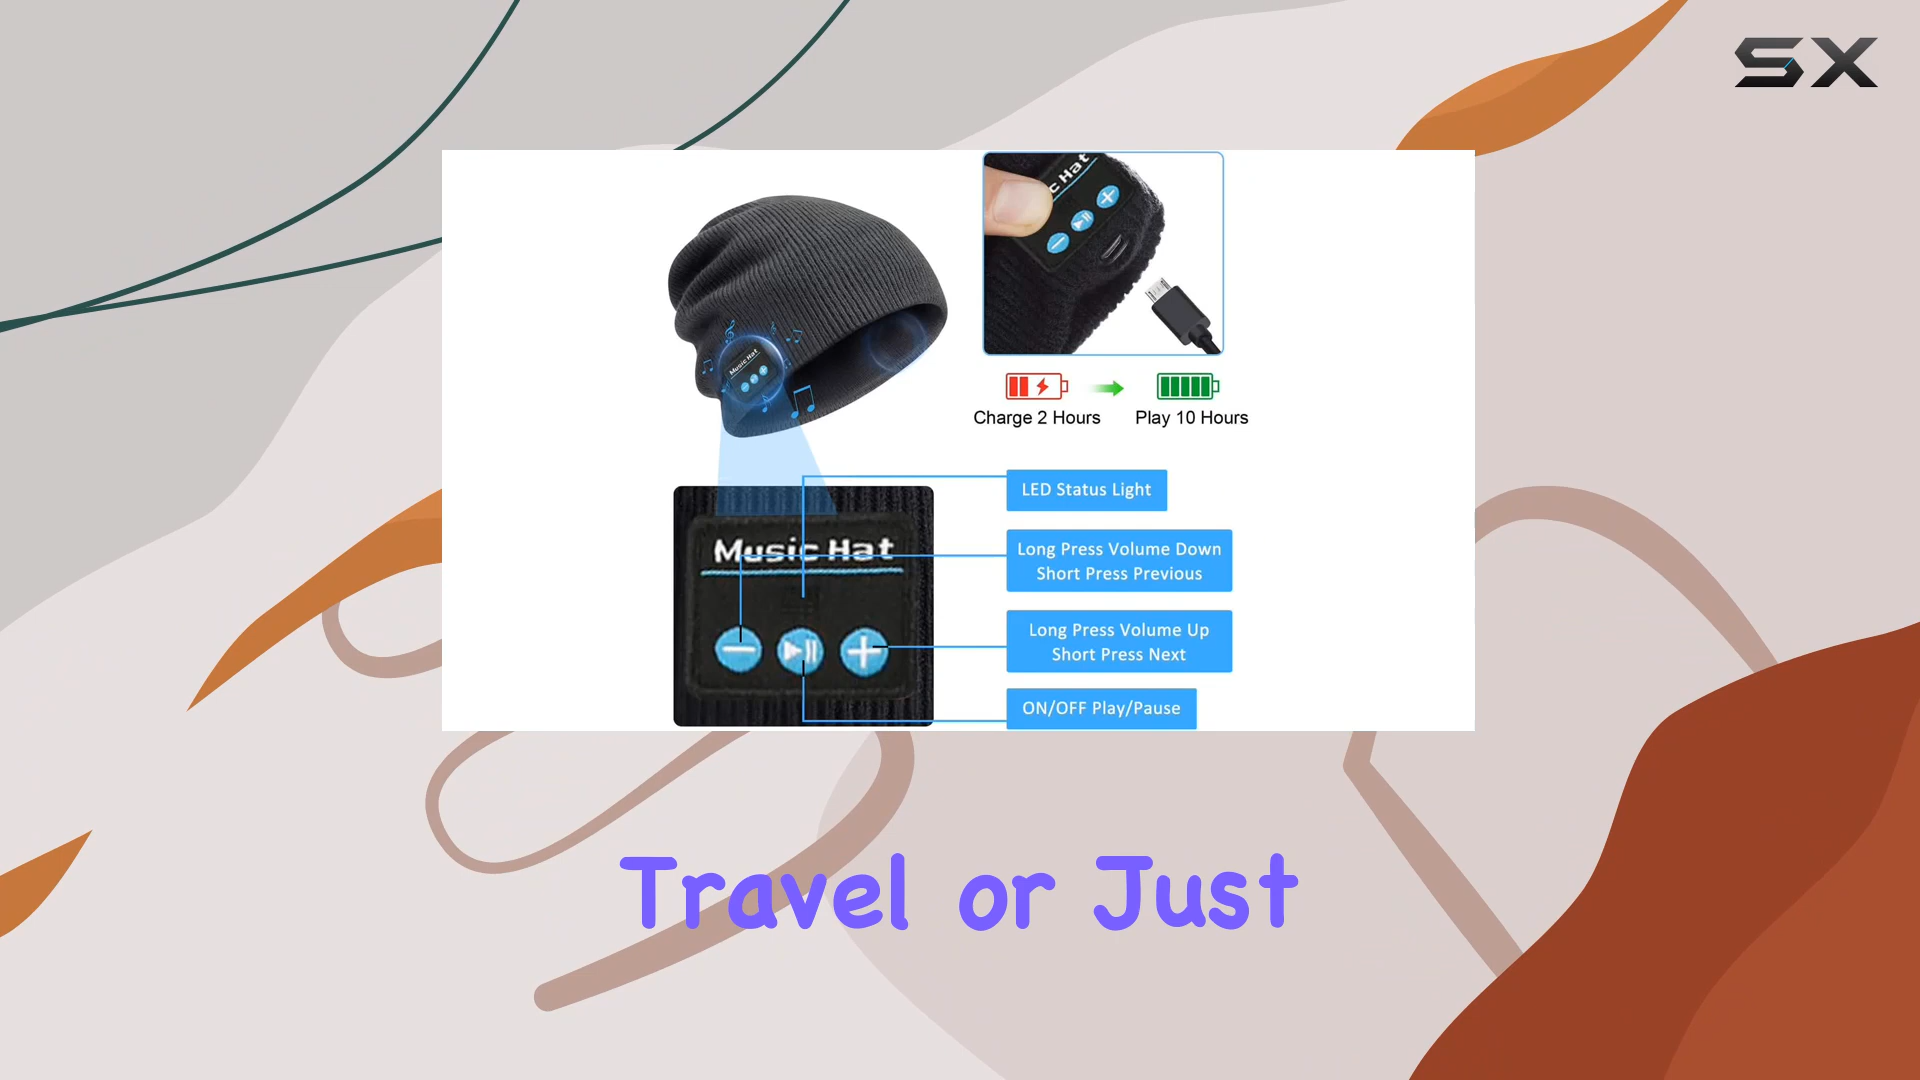 SX
c Hat
Music Hat
Charge 2 Hours
Play 10 Hours
LED Status Light
Music Hat
Long Press Volume Down
Short Press Previous
Long Press Volume Up
Short Press Next
ON/OFF Play/Pause
Travel or Just